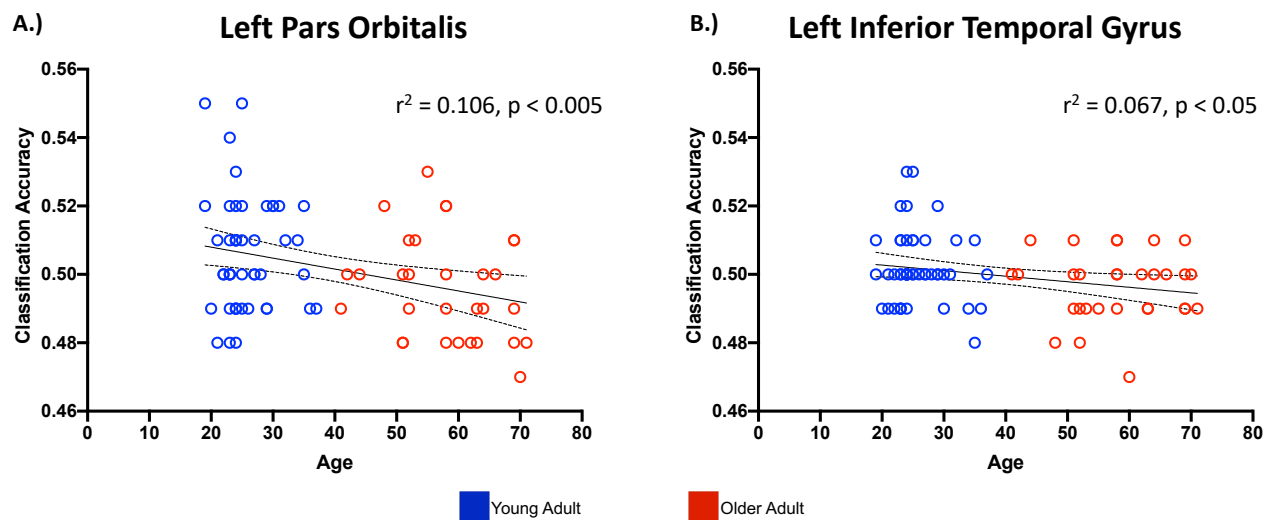 A.)
Left Pars Orbitalis
r² = 0.106, p < 0.005
Classification Accuracy
0.56
0.54
0.52
0.50
0.48
0.46
0 10 20 30 40 50 60 70 80
Age
B.)
Left Inferior Temporal Gyrus
r² = 0.067, p < 0.05
Classification Accuracy
0.56
0.54
0.52
0.50
0.48
0.46
0 10 20 30 40 50 60 70 80
Age
Young Adult
Older Adult